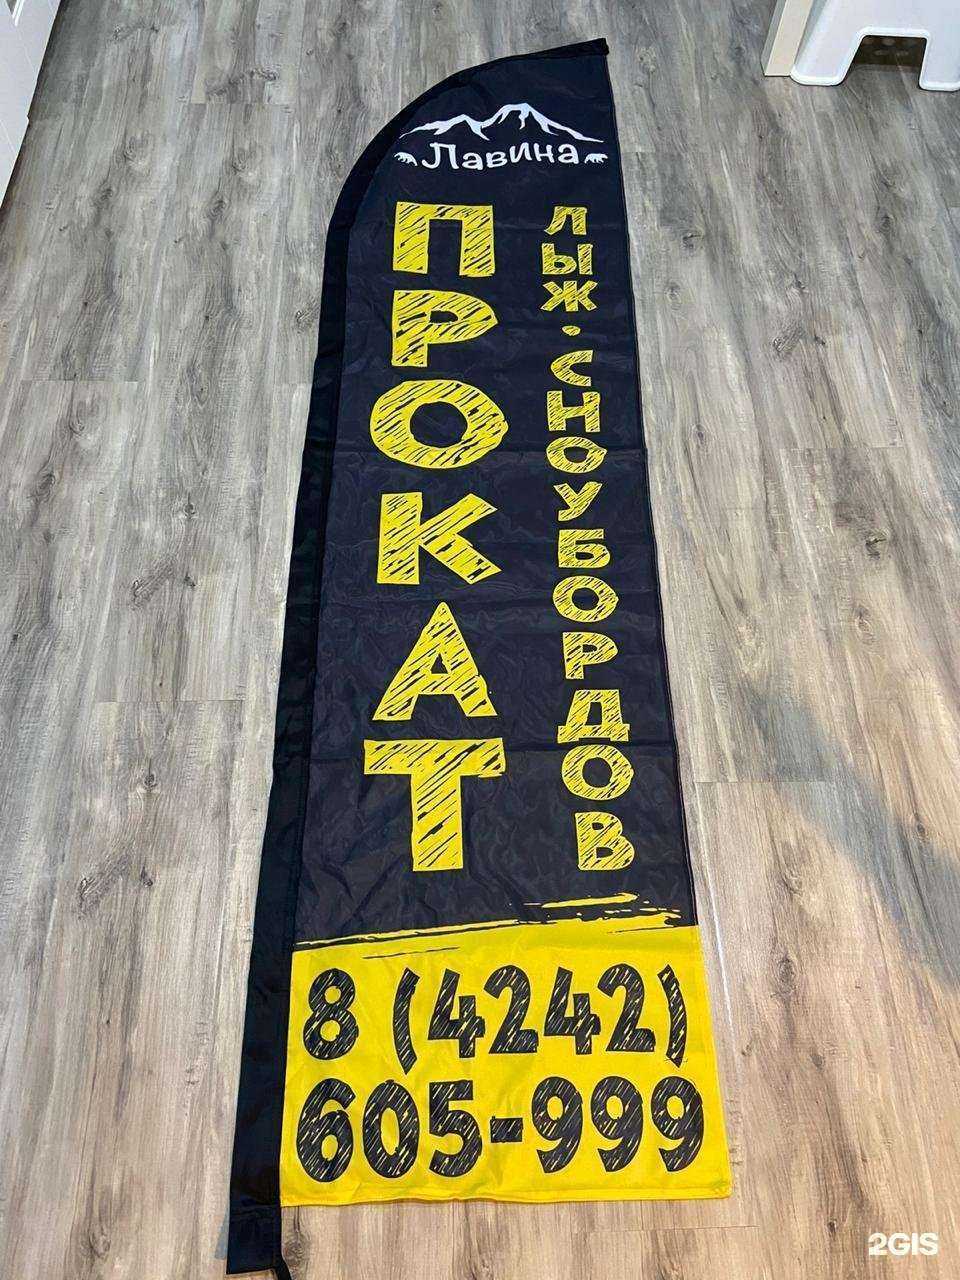 Лавина
ПРОКАТ
ЛЫЖ·СНОУБОРДОВ
8 (4242)
605-999
2GIS